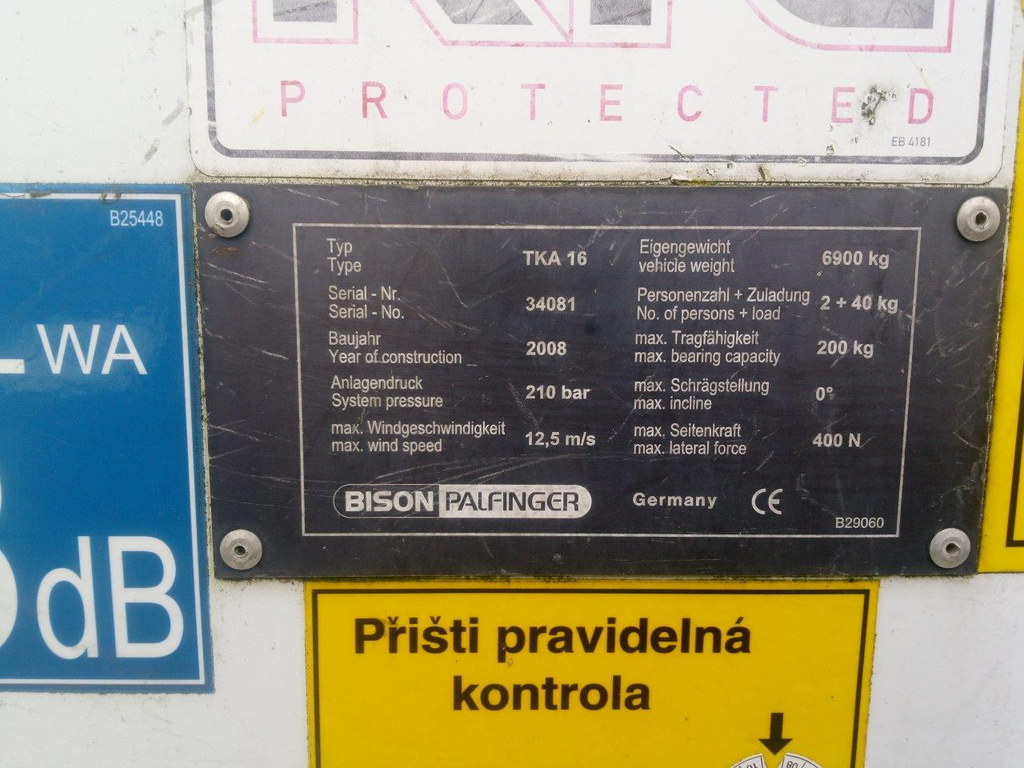 PROTECTED
EB 4181
B25448
WA
dB
Typ
Type
TKA 16
Serial - Nr.
Serial - No.
34081
Baujahr
Year of construction
2008
Anlagendruck
System pressure
210 bar
max. Windgeschwindigkeit
max. wind speed
12,5 m/s
Eigengewicht
vehicle weight
6900 kg
Personenzahl + Zuladung
No. of persons + load
2 + 40 kg
max. Tragfähigkeit
max. bearing capacity
200 kg
max. Schrägstellung
max. incline
0°
max. Seitenkraft
max. lateral force
400 N
BISON PALFINGER
Germany CE
B29060
Příští pravidelná
kontrola